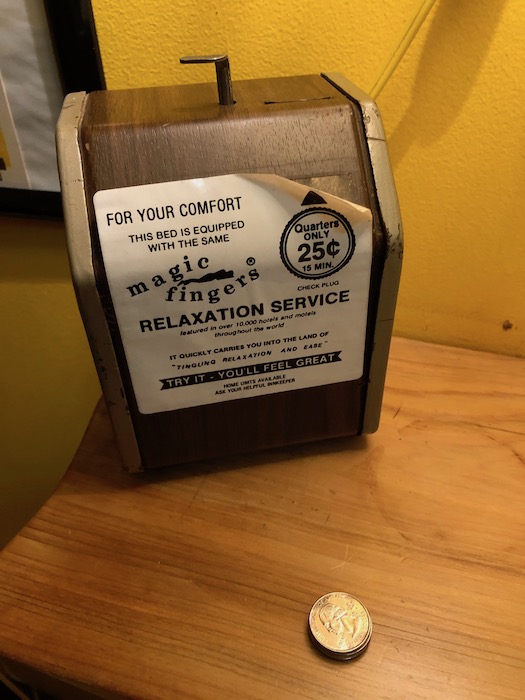 FOR YOUR COMFORT
THIS BED IS EQUIPPED
WITH THE SAME
magic
fingers®
RELAXATION SERVICE
featured in over 10,000 hotels and motels
throughout the world
IT QUICKLY CARRIES YOU INTO THE LAND OF
"TINGLING RELAXATION AND EASE"
TRY IT - YOU'LL FEEL GREAT
HOME UNITS AVAILABLE
ASK YOUR HELPFUL INNKEEPER
Quarters
ONLY
25¢
15 MIN.
CHECK PLUG